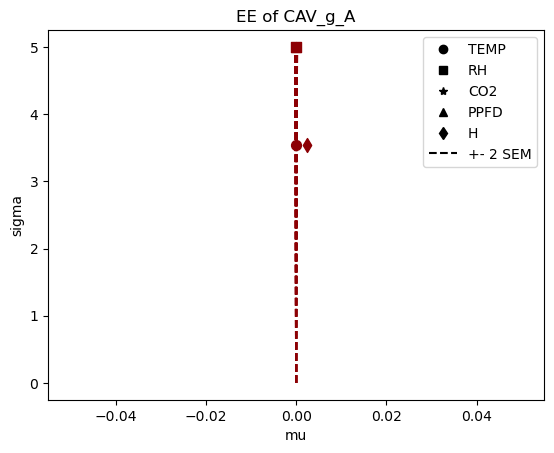 EE of CAV_g_A
TEMP
RH
CO2
PPFD
H
+- 2 SEM
5
4
3
2
1
0
sigma
−0.04
−0.02
0.00
0.02
0.04
mu